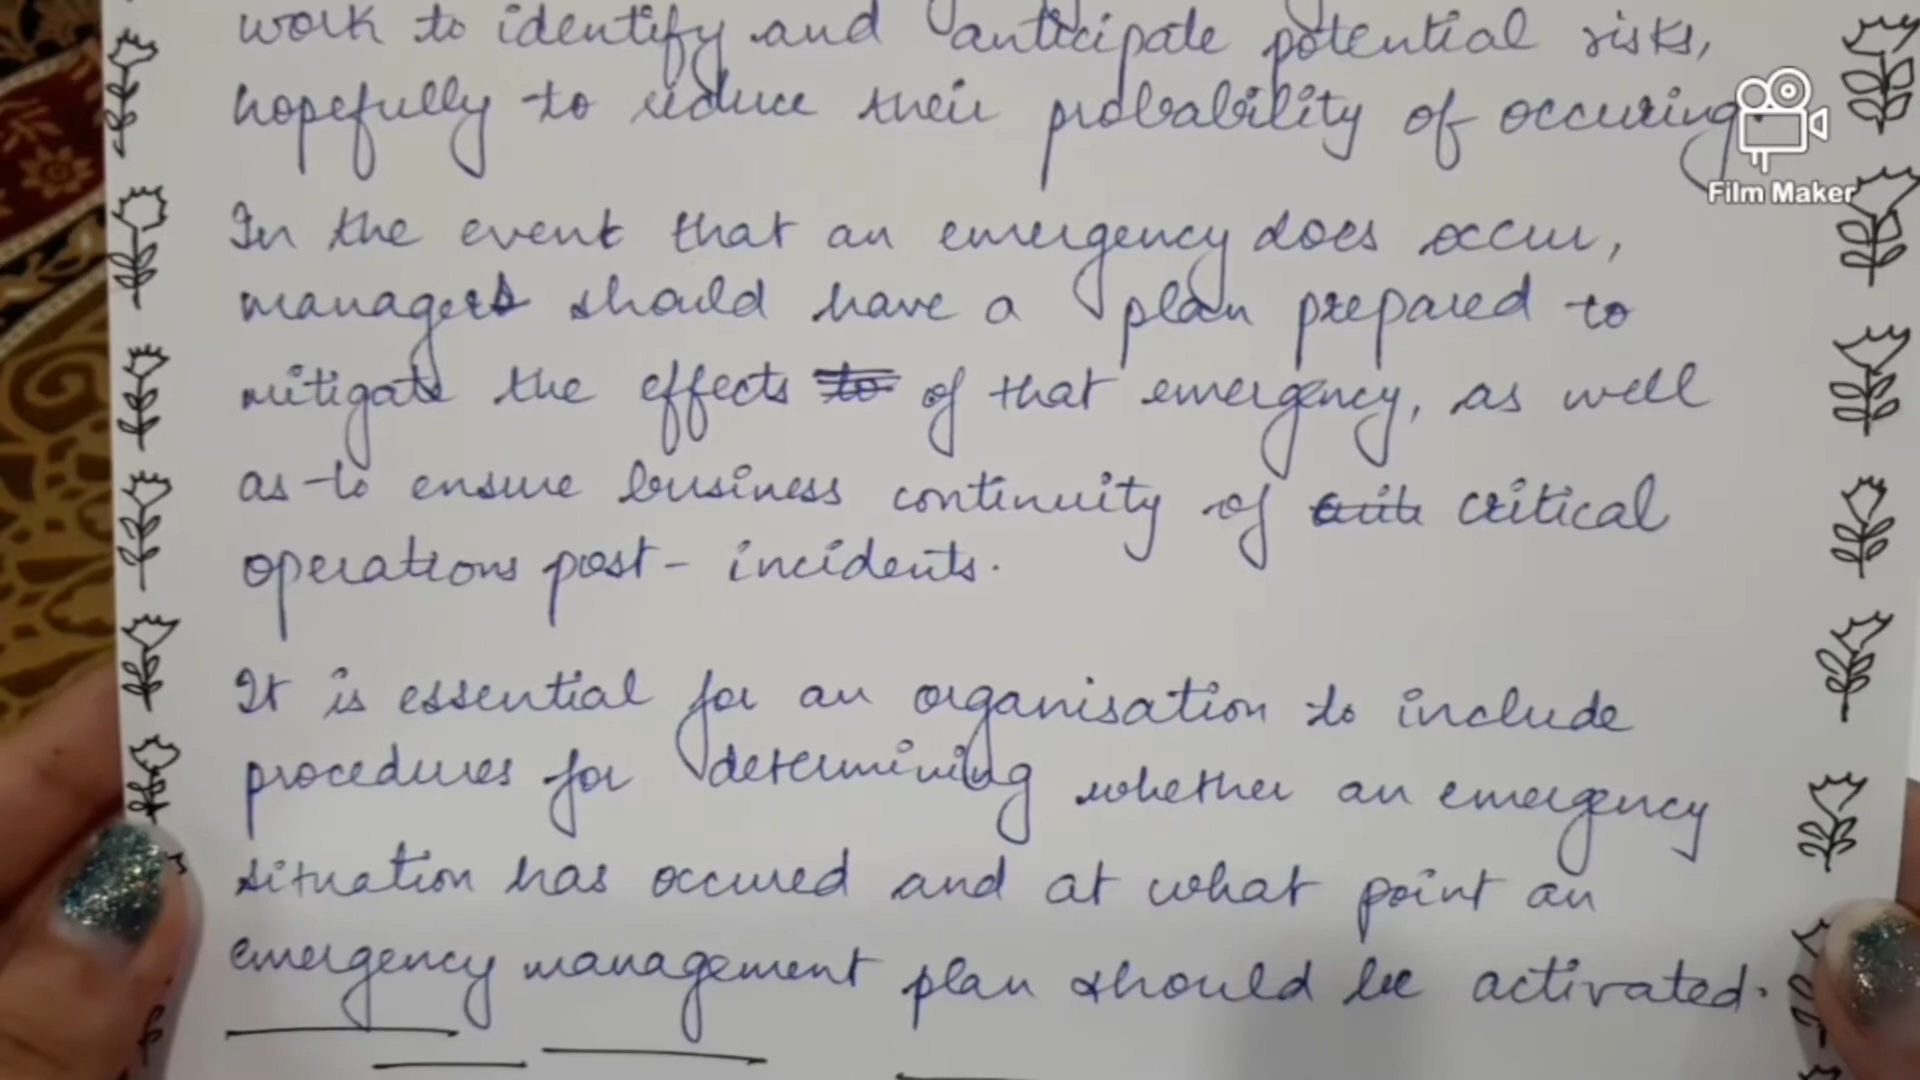 work to identify and anticipate potential risks,
hopefully to reduce their probability of occuring.
In the event that an emergency does occur,
managers should have a plan prepared to
mitigate the effects to of that emergency, as well
as to ensure business continuity of critical
operations post-incidents.
It is essential for an organisation to include
procedures for determining whether an emergency
situation has occured and at what point an
emergency management plan should be activated.
Film Maker